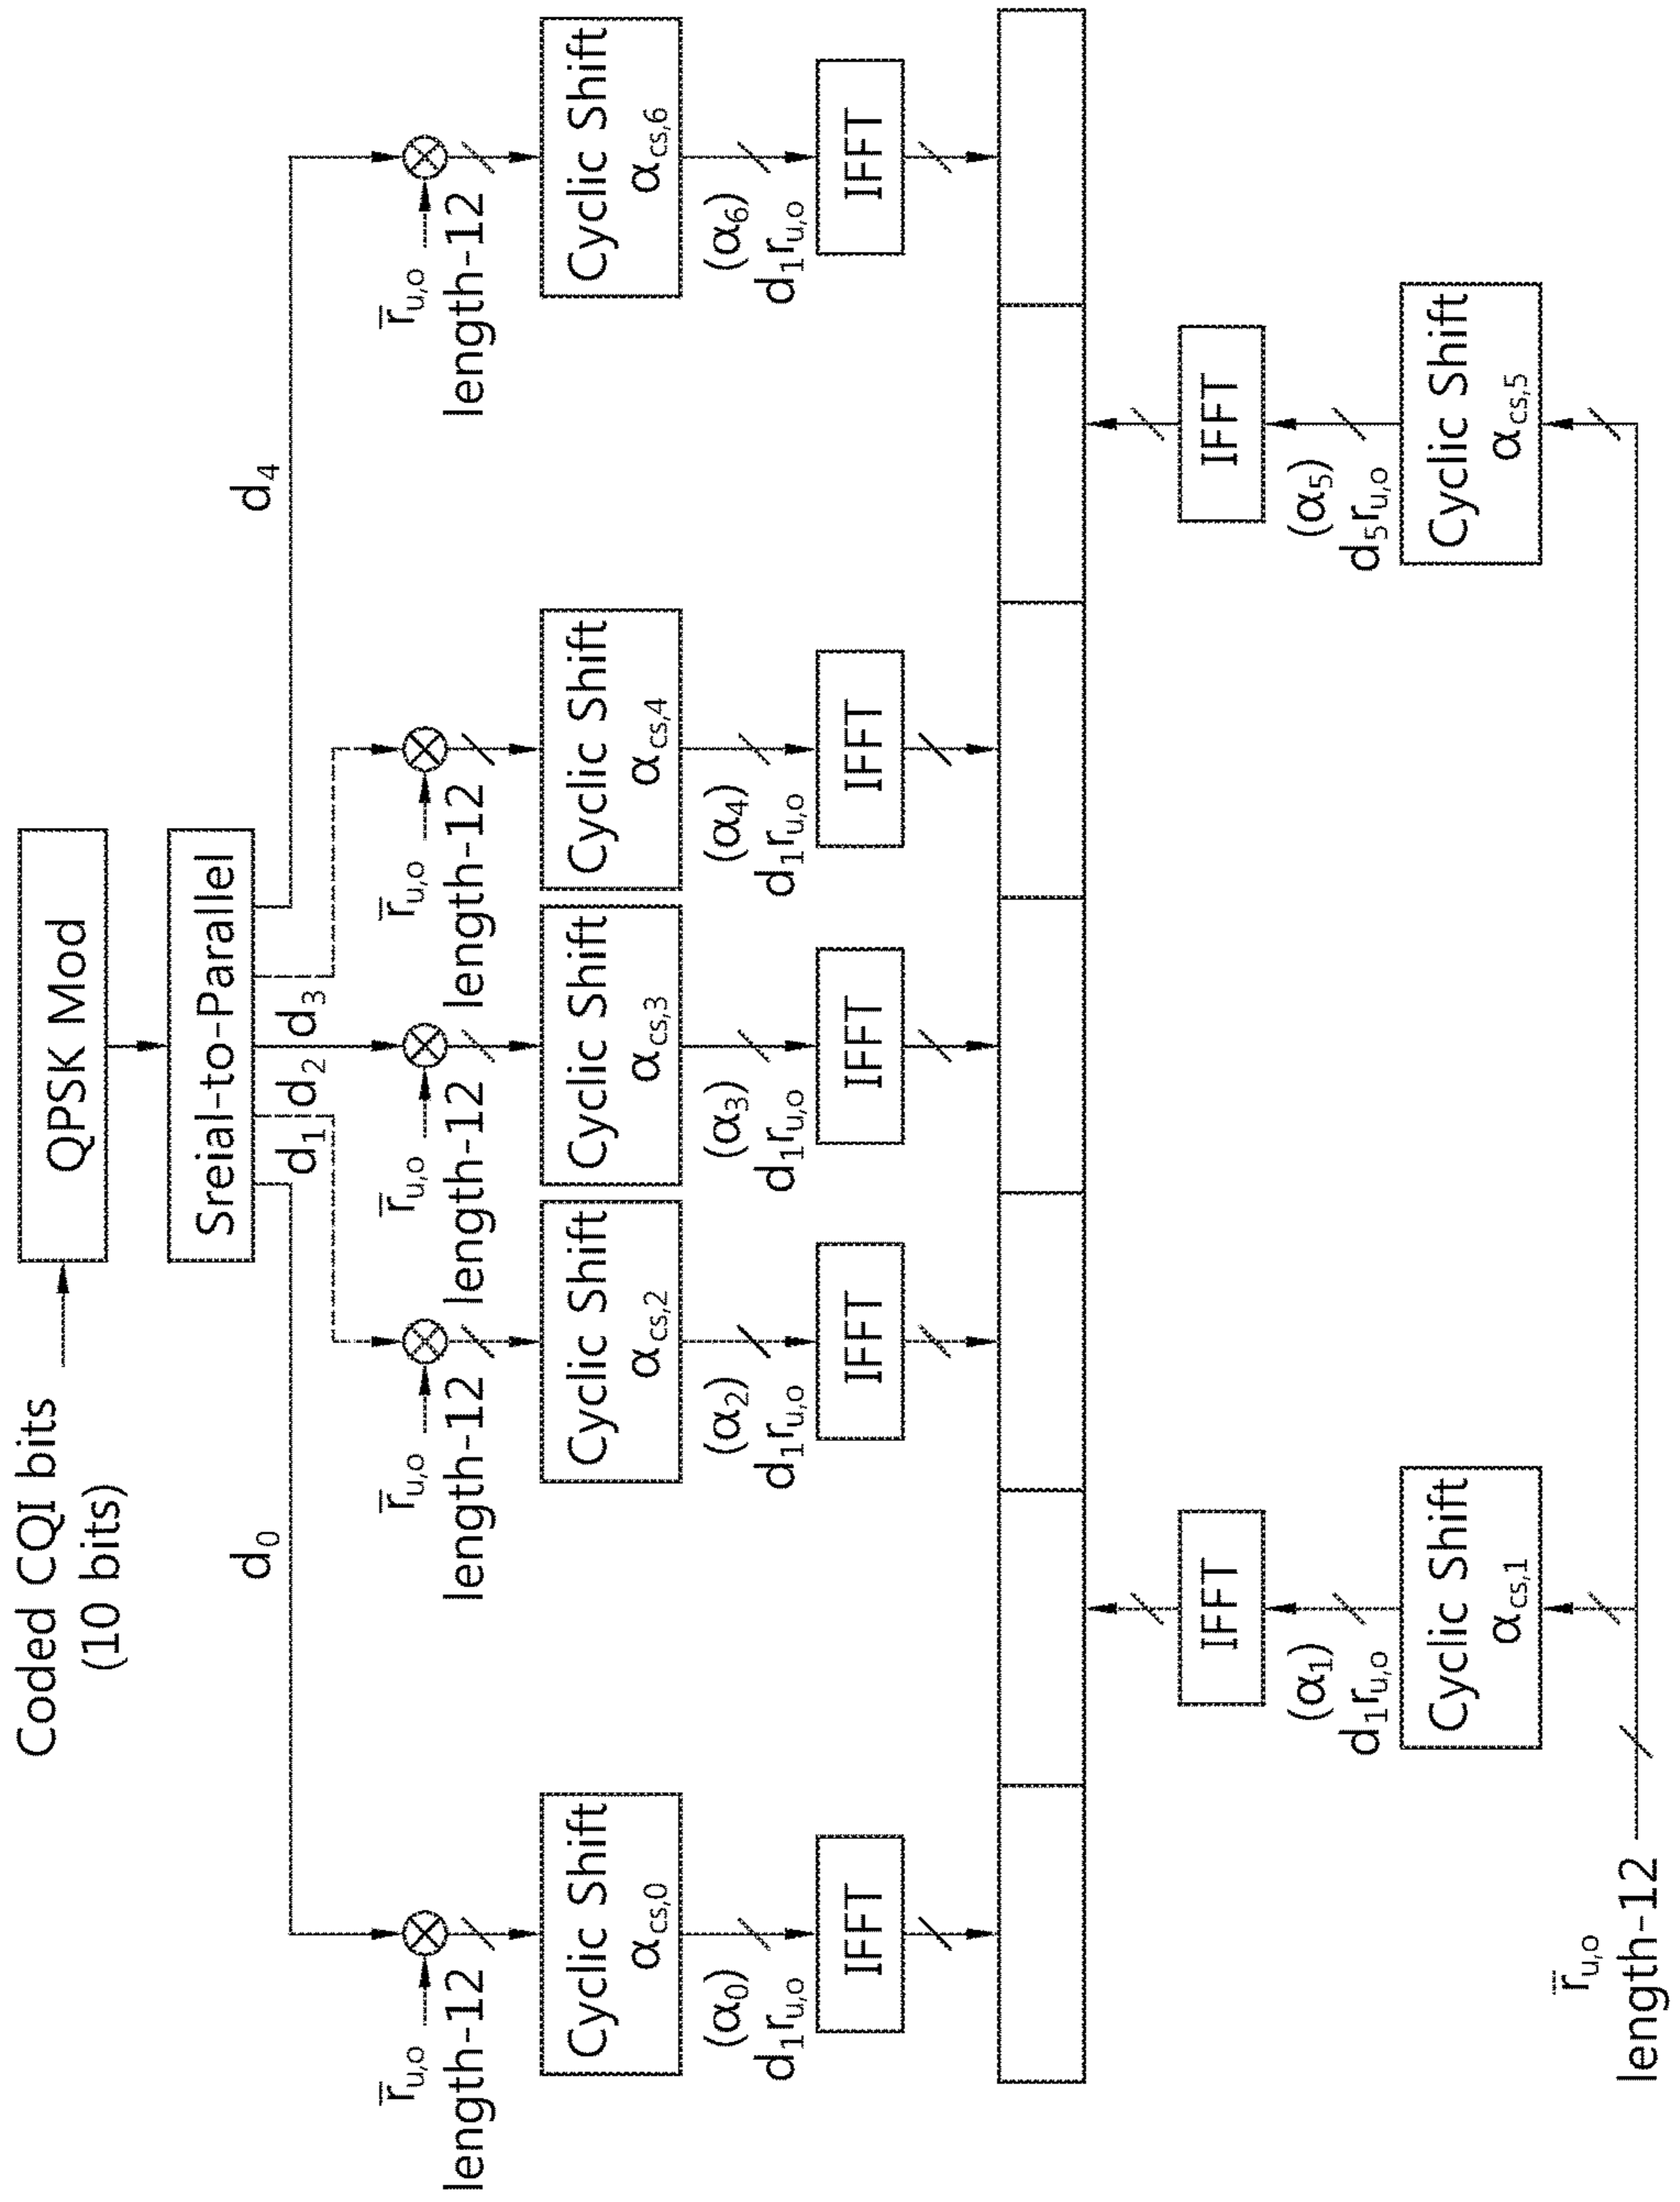 Coded CQI bits
(10 bits)
QPSK Mod
Sreial-to-Parallel
d0
d1
d2
d3
d4
r̅u,o
length-12
r̅u,o
length-12
r̅u,o
length-12
r̅u,o
length-12
r̅u,o
length-12
Cyclic Shift
αcs,0
Cyclic Shift
αcs,2
Cyclic Shift
αcs,3
Cyclic Shift
αcs,4
Cyclic Shift
αcs,6
(α0)
d1ru,o
(α2)
d1ru,o
(α3)
d1ru,o
(α4)
d1ru,o
(α6)
d1ru,o
IFFT
IFFT
IFFT
IFFT
IFFT
IFFT
IFFT
(α1)
d1ru,o
(α5)
d5ru,o
Cyclic Shift
αcs,1
Cyclic Shift
αcs,5
r̅u,o
length-12